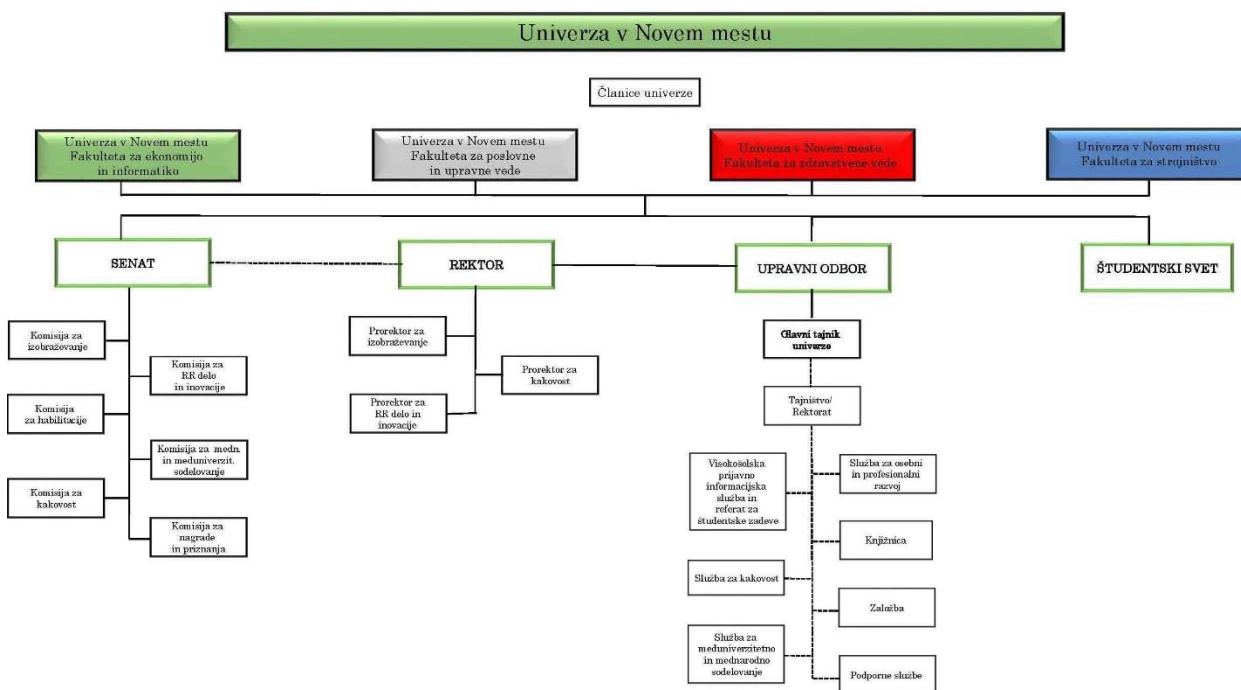 Univerza v Novem mestu
Članice univerze
Univerza v Novem mestu
Fakulteta za ekonomijo
in informatiko
Univerza v Novem mestu
Fakulteta za poslovne
in upravne vede
Univerza v Novem mestu
Fakulteta za zdravstvene vede
Univerza v Novem mestu
Fakulteta za strojništvo
SENAT
REKTOR
UPRAVNI ODBOR
ŠTUDENTSKI SVET
Komisija za
izobraževanje
Komisija za
RR delo
in inovacije
Komisija
za habilitacije
Komisija za medn.
in meduniverzit.
sodelovanje
Komisija za
kakovost
Komisija za
nagrade
in priznanja
Prorektor za
izobraževanje
Prorektor za
kakovost
Prorektor za
RR delo in
inovacije
Glavni tajnik
univerze
Tajništvo/
Rektorat
Visokošolska
prijavno
informacijska
služba in
referat za
študentske zadeve
Služba za osebni
in profesionalni
razvoj
Knjižnica
Služba za kakovost
Založba
Služba za
meduniverzitetno
in mednarodno
sodelovanje
Podporne službe